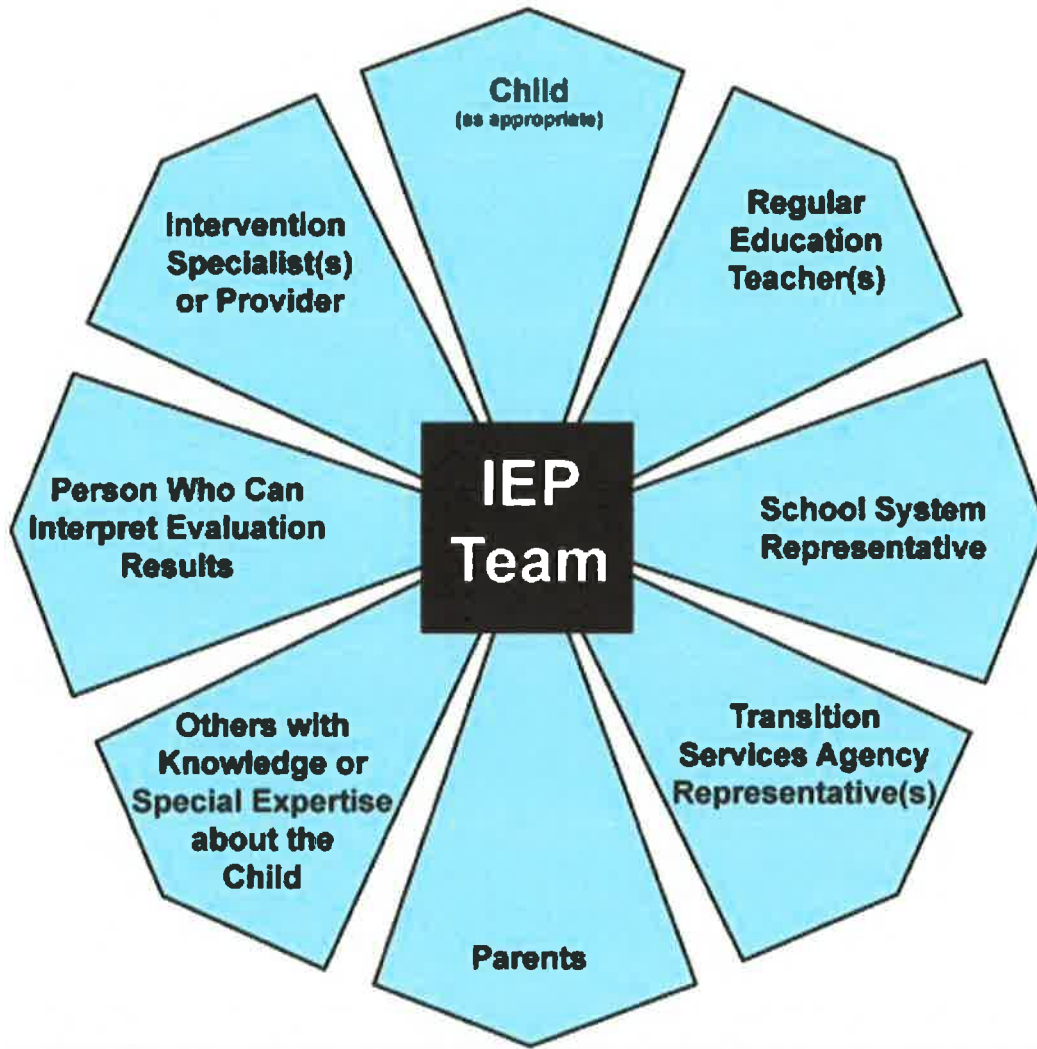 Child
(as appropriate)
Regular
Education
Teacher(s)
School System
Representative
Transition
Services Agency
Representative(s)
Parents
Others with
Knowledge or
Special Expertise
about the
Child
Person Who Can
Interpret Evaluation
Results
Intervention
Specialist(s)
or Provider
IEP
Team